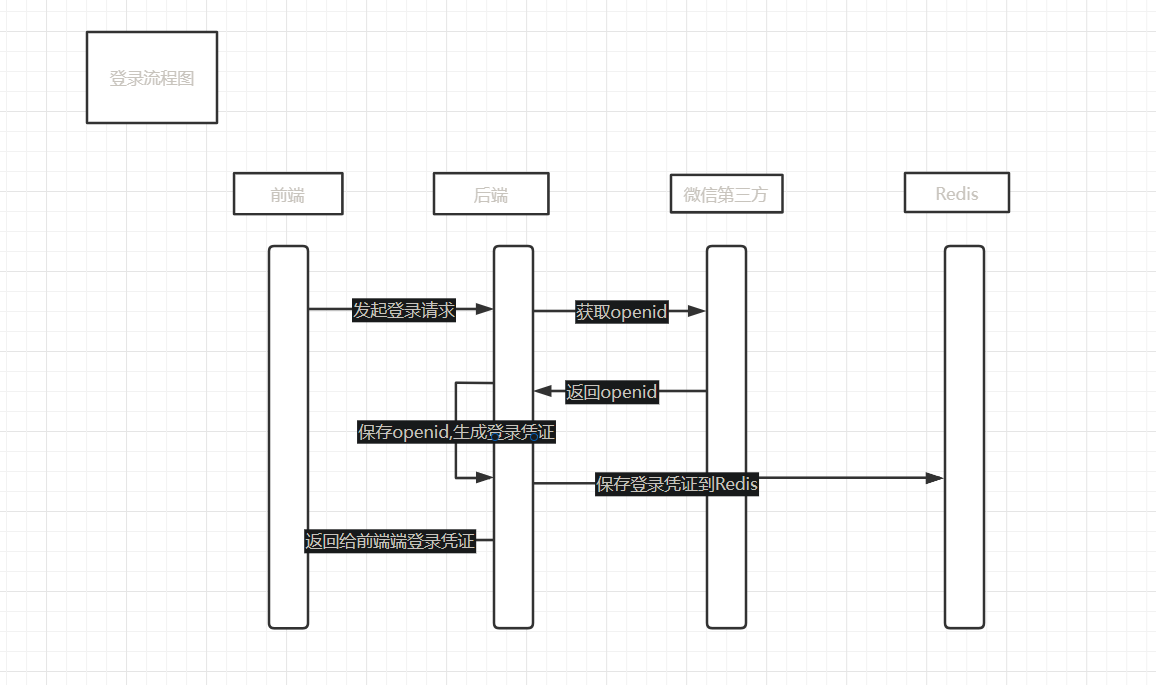 登录流程图
前端
后端
微信第三方
Redis
发起登录请求
获取openid
返回openid
保存openid,生成登录凭证
保存登录凭证到Redis
返回给前端端登录凭证